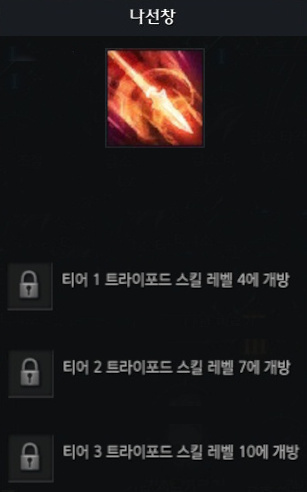 나선창
티어 1 트라이포드 스킬 레벨 4에 개방
티어 2 트라이포드 스킬 레벨 7에 개방
티어 3 트라이포드 스킬 레벨 10에 개방